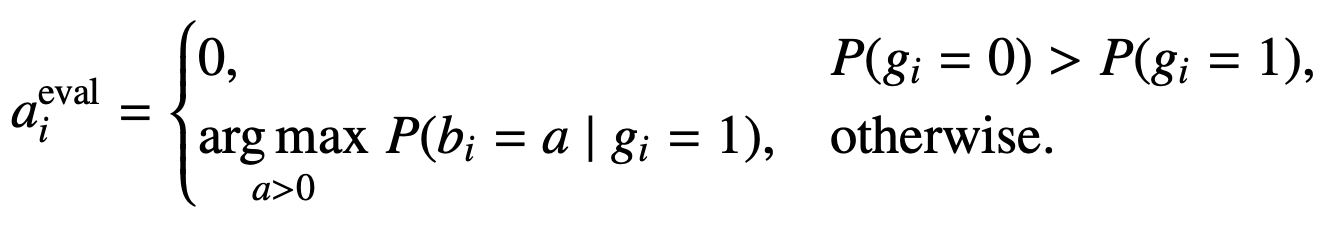 a_i^eval = { 0, P(g_i = 0) > P(g_i = 1),
arg max_{a>0} P(b_i = a | g_i = 1), otherwise.